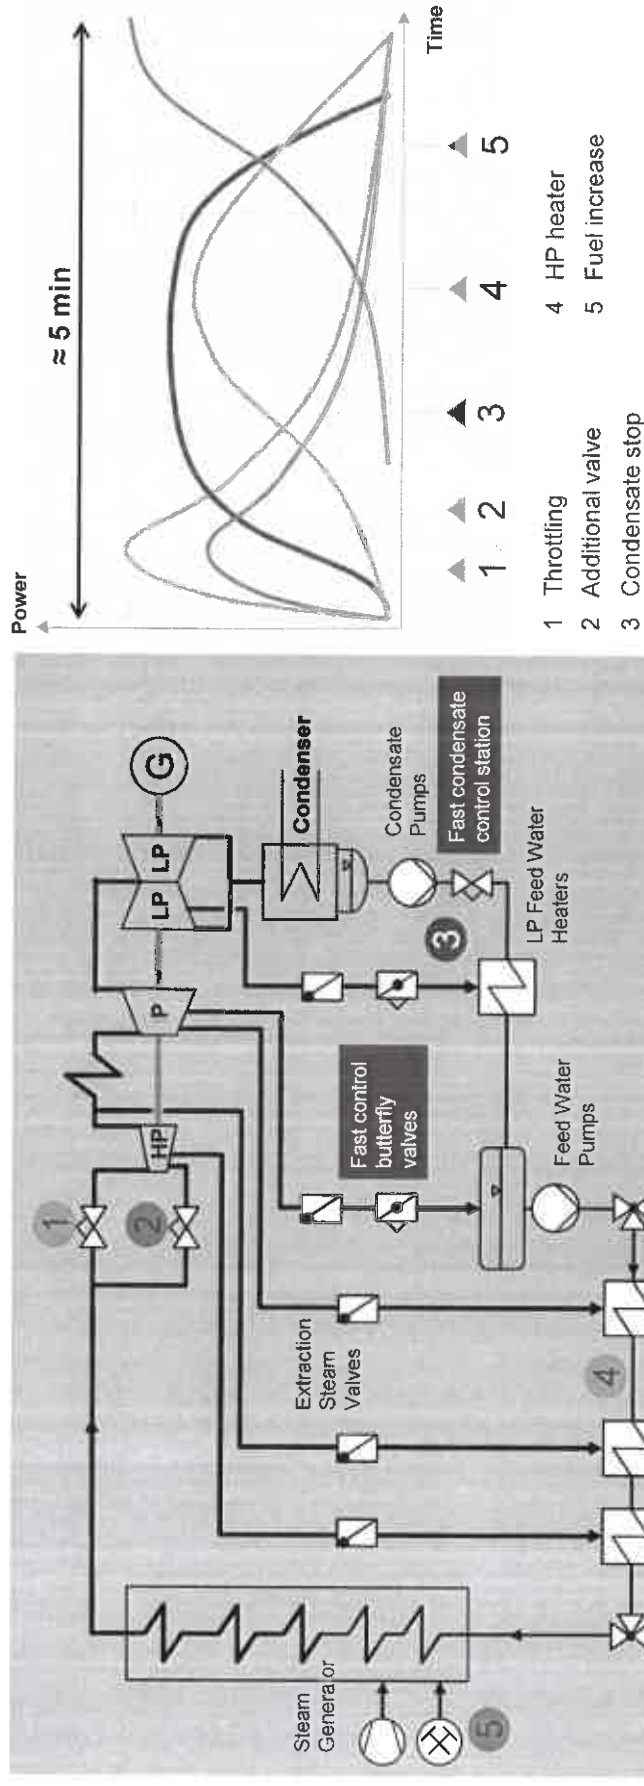 1
2
HP
P
LP
LP
G
Condenser
Steam
Generator
5
Extraction
Steam
Valves
Fast control
butterfly
valves
3
Condensate
Pumps
Fast condensate
control station
LP Feed Water
Heaters
Feed Water
Pumps
4
Power
≈ 5 min
Time
1
2
3
4
5
1 Throttling
2 Additional valve
3 Condensate stop
4 HP heater
5 Fuel increase